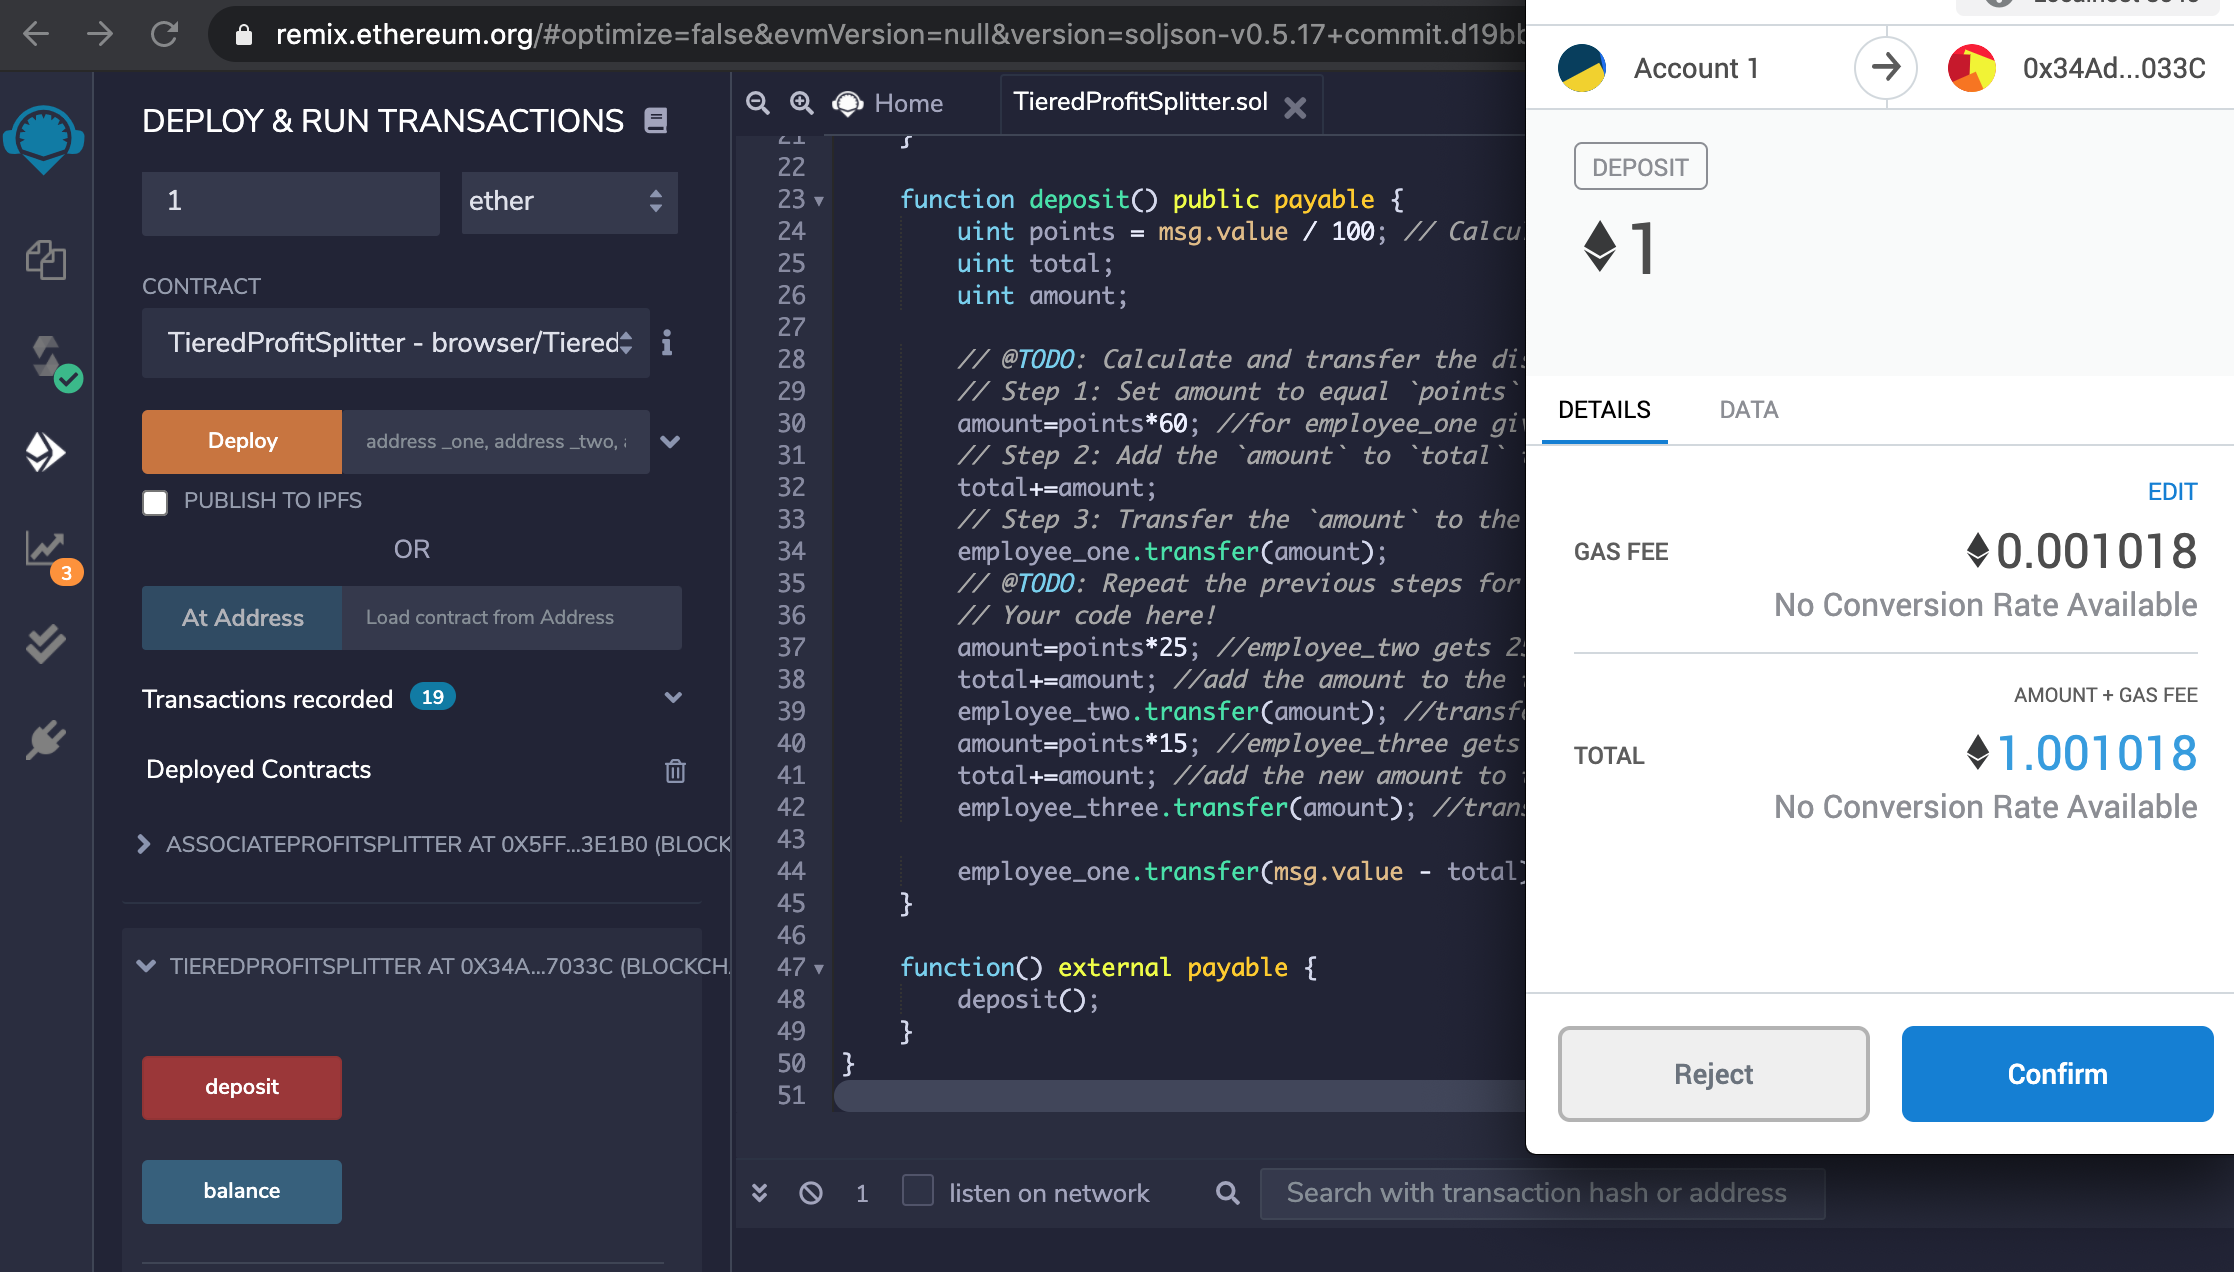 remix.ethereum.org/#optimize=false&evmVersion=null&version=soljson-v0.5.17+commit.d19bb
DEPLOY & RUN TRANSACTIONS
1
ether
CONTRACT
TieredProfitSplitter - browser/Tiered
Deploy
address _one, address _two,
PUBLISH TO IPFS
OR
At Address
Load contract from Address
Transactions recorded 19
Deployed Contracts
ASSOCIATEPROFITSPLITTER AT 0X5FF...3E1B0 (BLOCK
TIEREDPROFITSPLITTER AT 0X34A...7033C (BLOCKCH
deposit
balance
3
Home
TieredProfitSplitter.sol
21 }
22
23 function deposit() public payable {
24 uint points = msg.value / 100; // Calcu
25 uint total;
26 uint amount;
27
28 // @TODO: Calculate and transfer the dis
29 // Step 1: Set amount to equal `points`
30 amount=points*60; //for employee_one giv
31 // Step 2: Add the `amount` to `total`
32 total+=amount;
33 // Step 3: Transfer the `amount` to the
34 employee_one.transfer(amount);
35 // @TODO: Repeat the previous steps for
36 // Your code here!
37 amount=points*25; //employee_two gets 25
38 total+=amount; //add the amount to the
39 employee_two.transfer(amount); //transfe
40 amount=points*15; //employee_three gets
41 total+=amount; //add the new amount to
42 employee_three.transfer(amount); //trans
43
44 employee_one.transfer(msg.value - total)
45 }
46
47 function() external payable {
48 deposit();
49 }
50 }
51
1
listen on network
Search with transaction hash or address
Account 1
0x34Ad...033C
DEPOSIT
1
DETAILS
DATA
EDIT
GAS FEE
0.001018
No Conversion Rate Available
AMOUNT + GAS FEE
TOTAL
1.001018
No Conversion Rate Available
Reject
Confirm